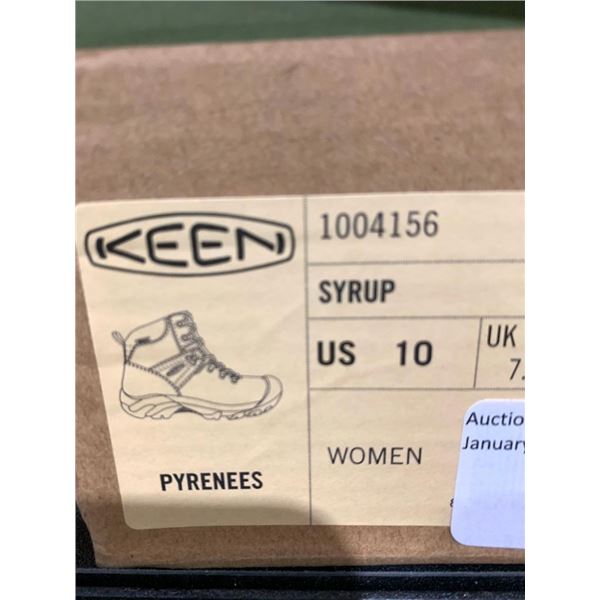 KEEN
1004156
SYRUP
US 10
UK
7.
WOMEN
PYRENEES
Auctio
January